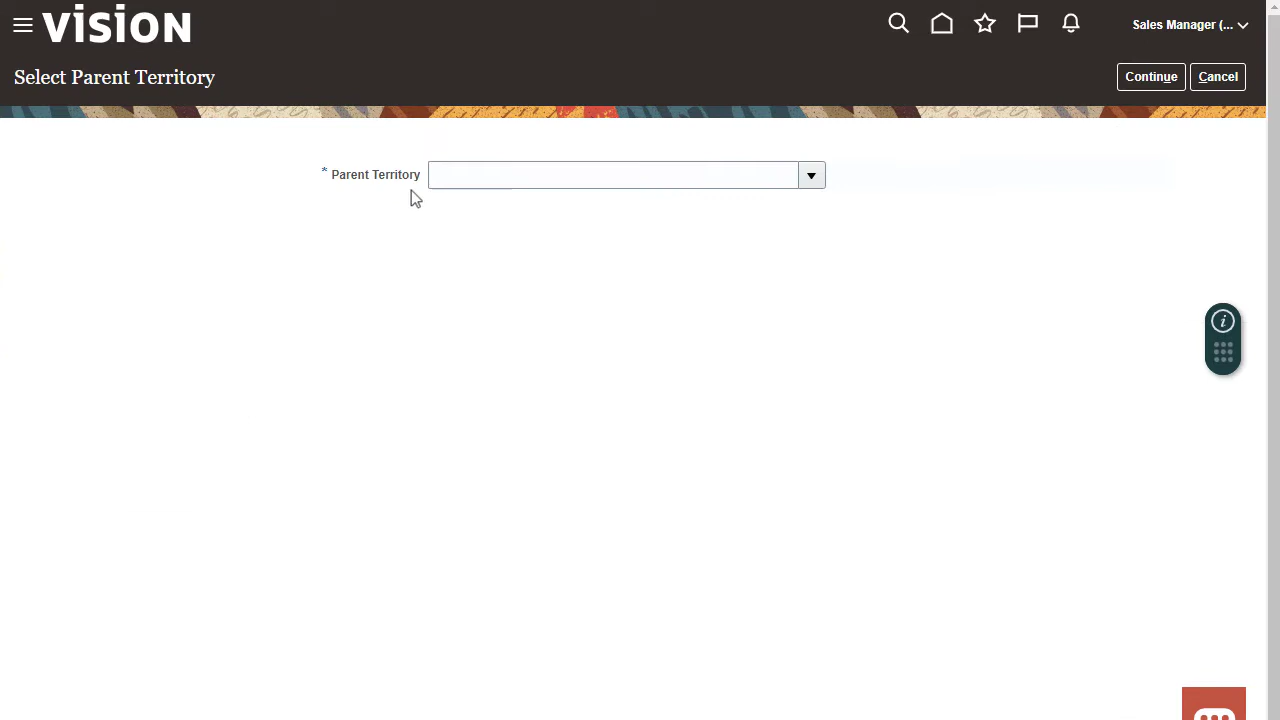 VISION
Sales Manager (...
Select Parent Territory
Continue
Cancel
* Parent Territory
i